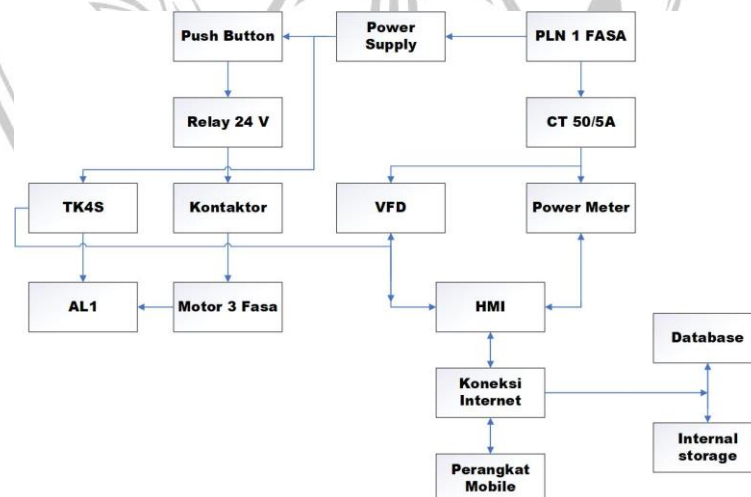 Push Button
Power
Supply
PLN 1 FASA
Relay 24 V
CT 50/5A
TK4S
Kontaktor
VFD
Power Meter
AL1
Motor 3 Fasa
HMI
Database
Koneksi
Internet
Internal
storage
Perangkat
Mobile